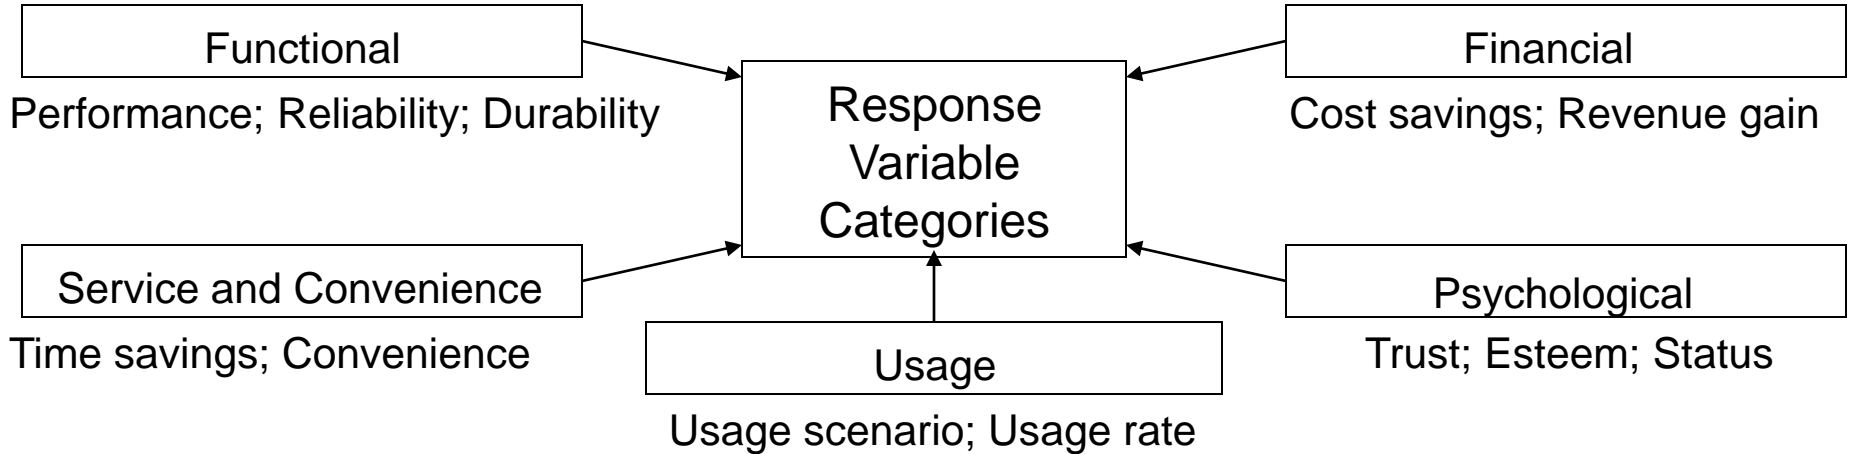 Functional
Performance; Reliability; Durability
Response
Variable
Categories
Financial
Cost savings; Revenue gain
Service and Convenience
Time savings; Convenience
Usage
Usage scenario; Usage rate
Psychological
Trust; Esteem; Status